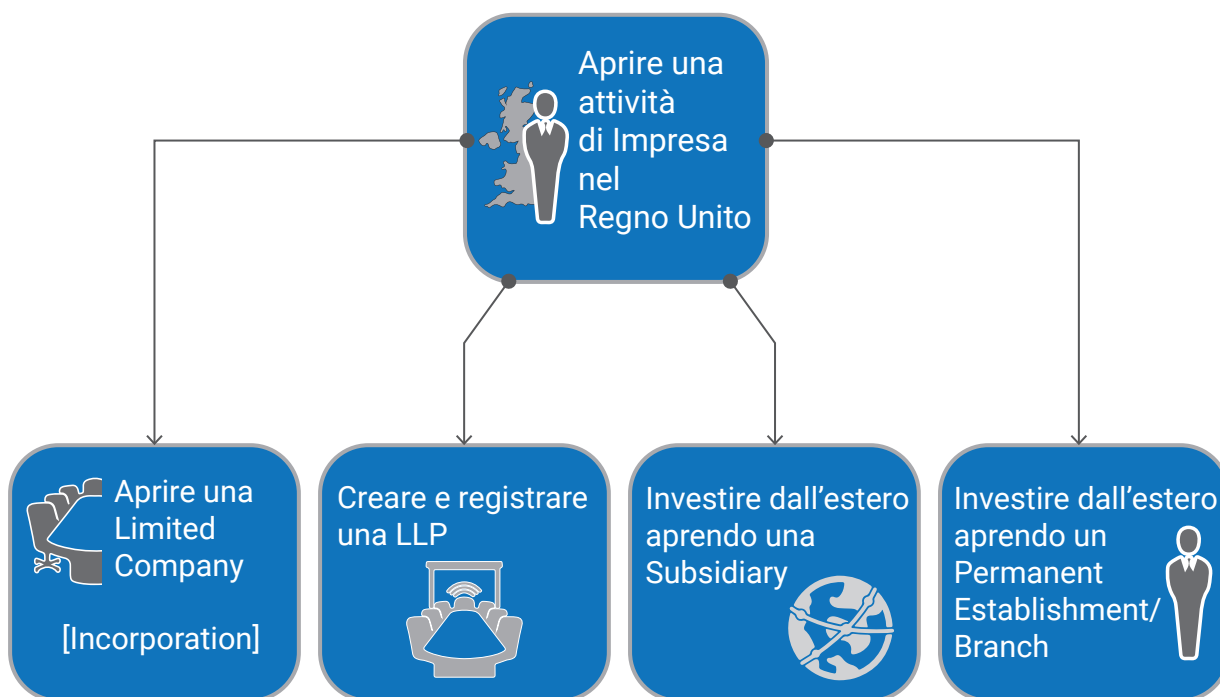 Aprire una
attività
di Impresa
nel
Regno Unito
Aprire una
Limited
Company
[Incorporation]
Creare e registrare
una LLP
Investire dall’estero
aprendo una
Subsidiary
Investire dall’estero
aprendo un
Permanent
Establishment/
Branch